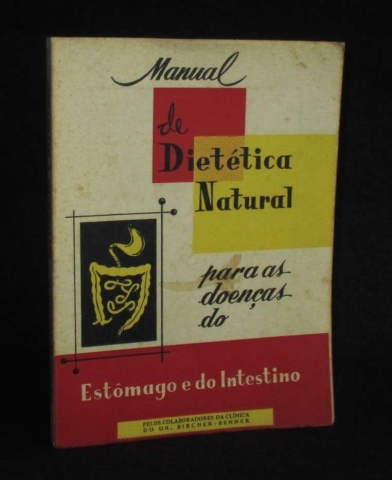 Manual
de
Dietética
Natural
para as
doenças
do
Estômago e do Intestino
PELOS COLABORADORES DA CLÍNICA
DO DR. BIRCHER-BENNER